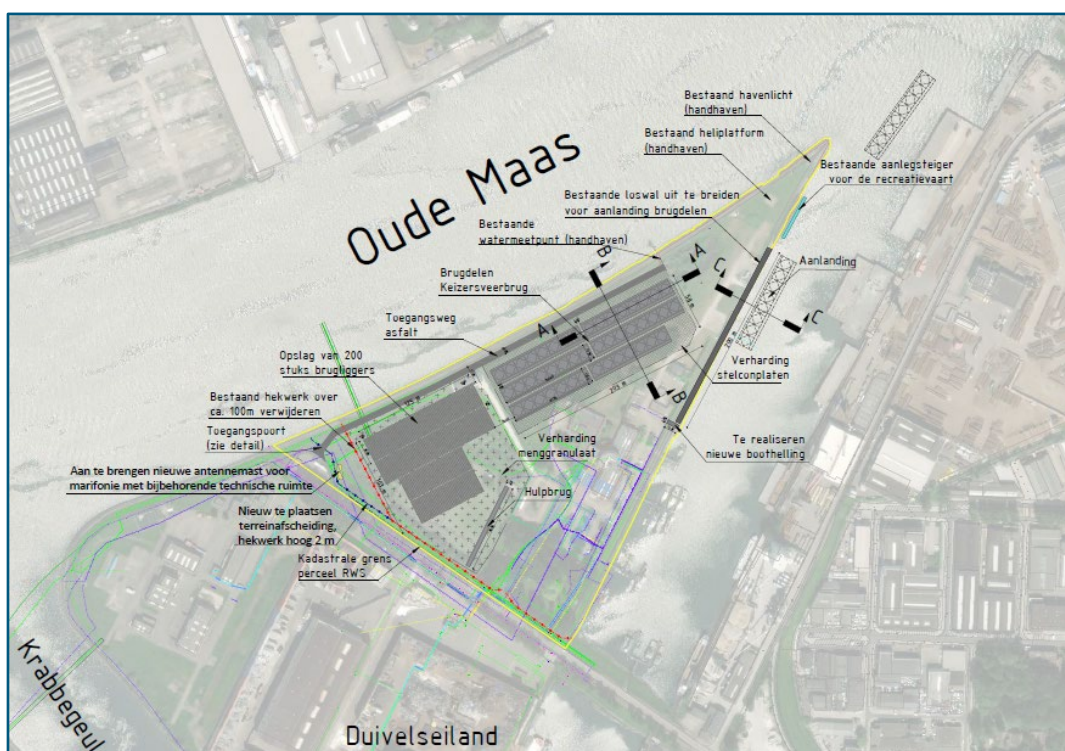 Bestaand havenlicht
(handhaven)
Bestaand heliplatform
(handhaven)
Bestaande aanlegsteiger
voor de recreatievaart
Oude Maas
Bestaande loswal uit te breiden
voor aanlanding brugdelen
Bestaande
watermeetpunt (handhaven)
B
A
C
Aanlanding
Brugdelen
Keizersveerbrug
Toegangsweg
asfalt
A
C
Opslag van 200
stuks brugliggers
Verharding
stelconplaten
B
Bestaand hekwerk over
ca. 100m verwijderen
Toegangspoort
(zie detail)
Verharding
menggranulaat
Te realiseren
nieuwe boothelling
Aan te brengen nieuwe antennemast voor
marifonie met bijbehorende technische ruimte
Hulpbrug
Nieuw te plaatsen
terreinafscheiding,
hekwerk hoog 2 m
Kadastrale grens
perceel RWS
Krabbegeul
Duivelseiland